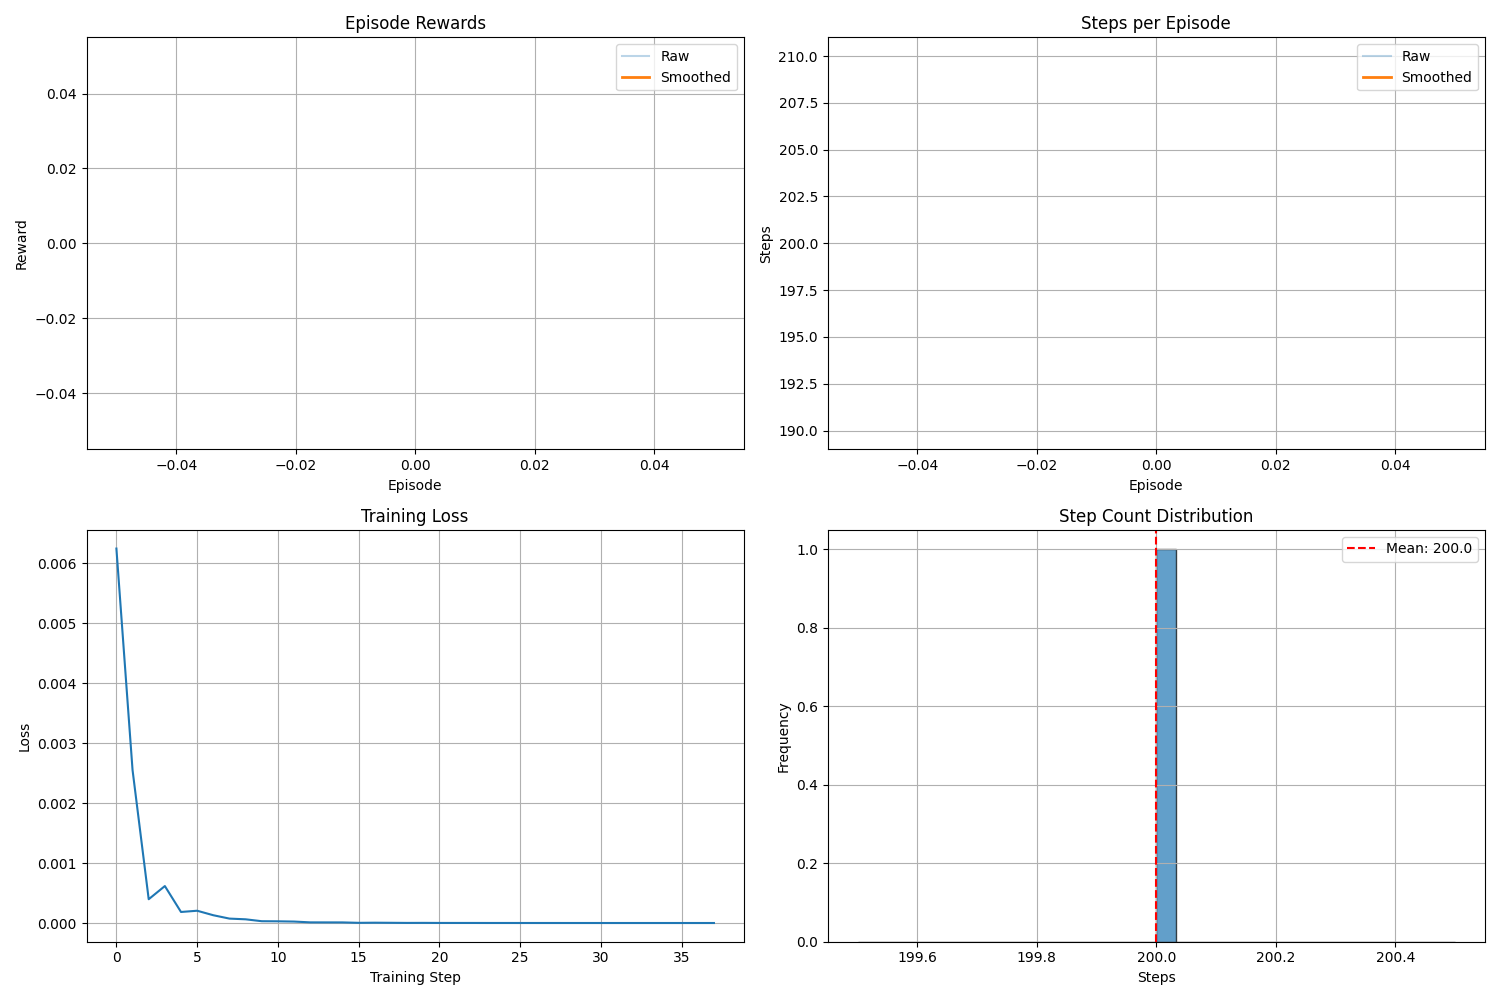 Episode Rewards
Raw
Smoothed
0.04
0.02
0.00
−0.02
−0.04
Reward
−0.04
−0.02
0.00
0.02
0.04
Episode
Steps per Episode
Raw
Smoothed
210.0
207.5
205.0
202.5
200.0
197.5
195.0
192.5
190.0
Steps
−0.04
−0.02
0.00
0.02
0.04
Episode
Training Loss
0.006
0.005
0.004
0.003
0.002
0.001
0.000
Loss
0
5
10
15
20
25
30
35
Training Step
Step Count Distribution
Mean: 200.0
1.0
0.8
0.6
0.4
0.2
0.0
Frequency
199.6
199.8
200.0
200.2
200.4
Steps